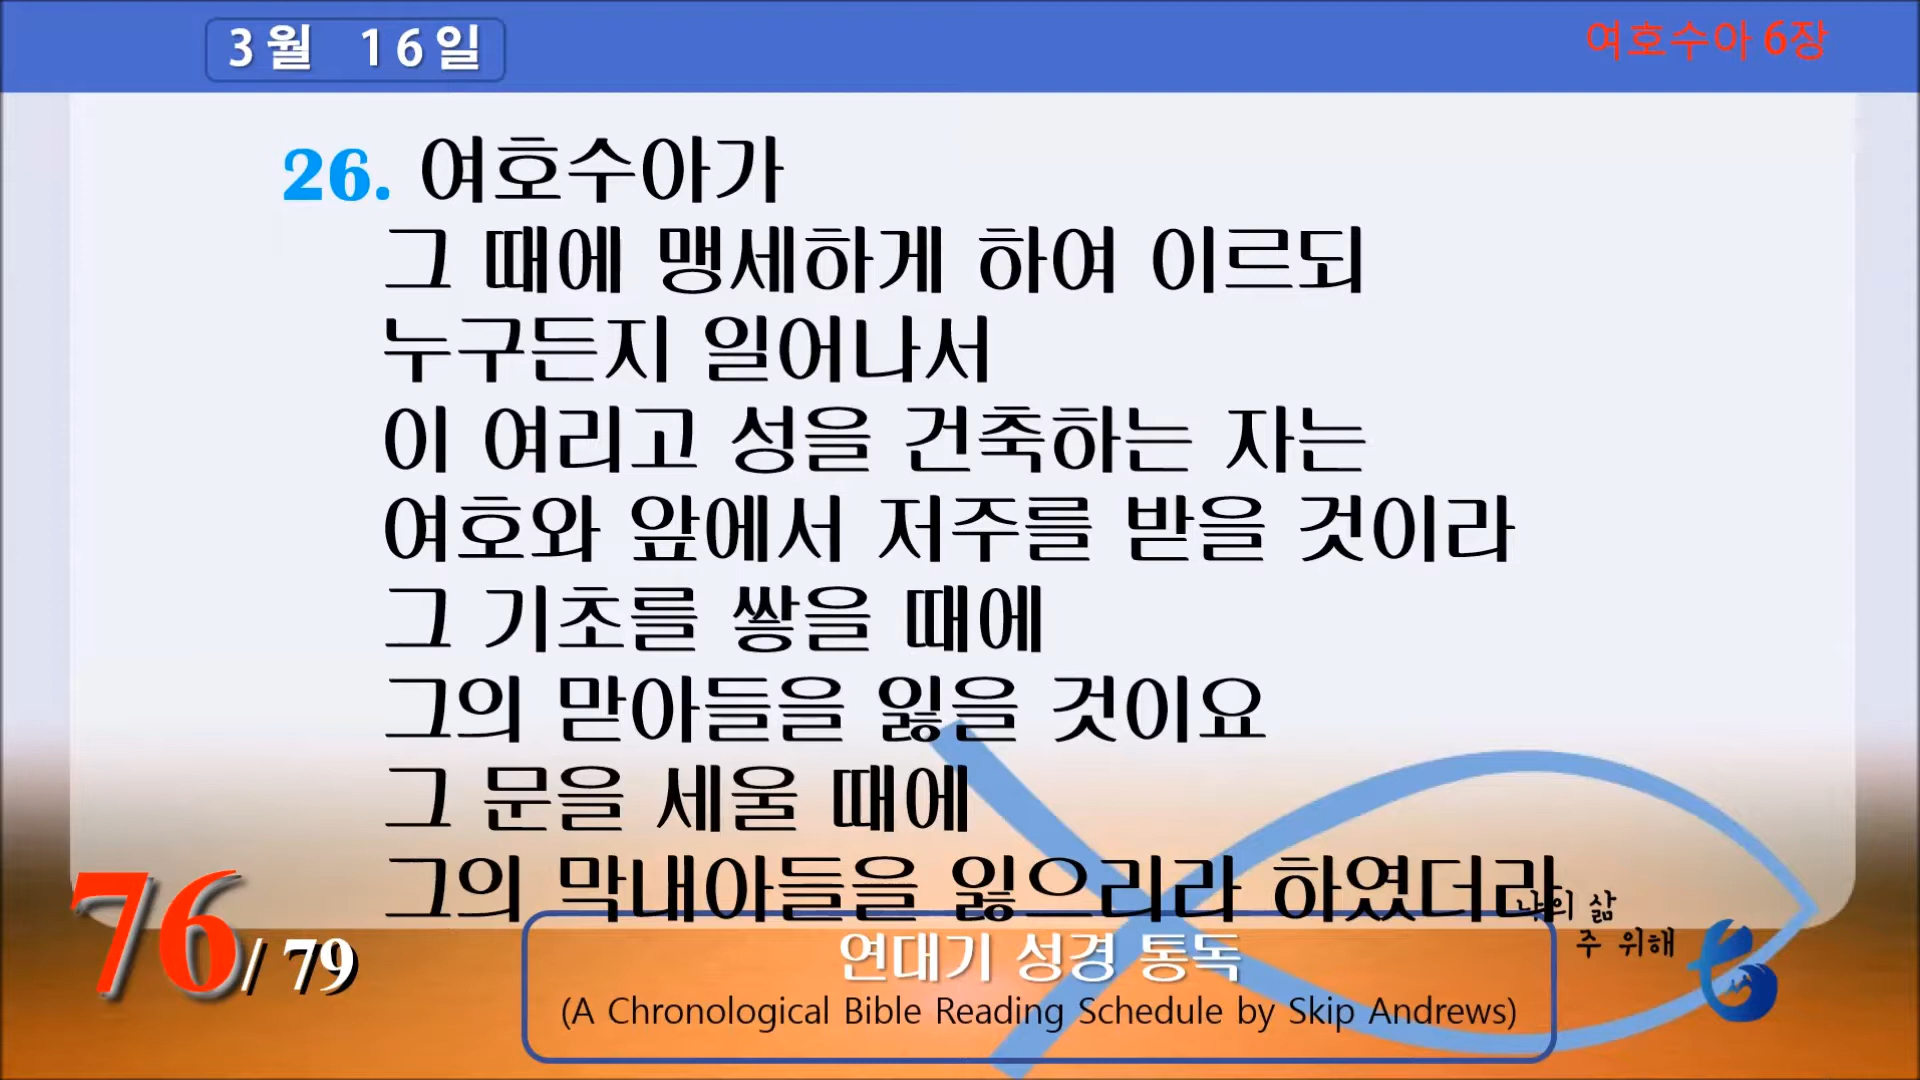 3월 16일
여호수아 6장
26. 여호수아가
그 때에 맹세하게 하여 이르되
누구든지 일어나서
이 여리고 성을 건축하는 자는
여호와 앞에서 저주를 받을 것이라
그 기초를 쌓을 때에
그의 맏아들을 잃을 것이요
그 문을 세울 때에
그의 막내아들을 잃으리라 하였더라
나의 삶
주 위해
76/ 79
연대기 성경 통독
(A Chronological Bible Reading Schedule by Skip Andrews)